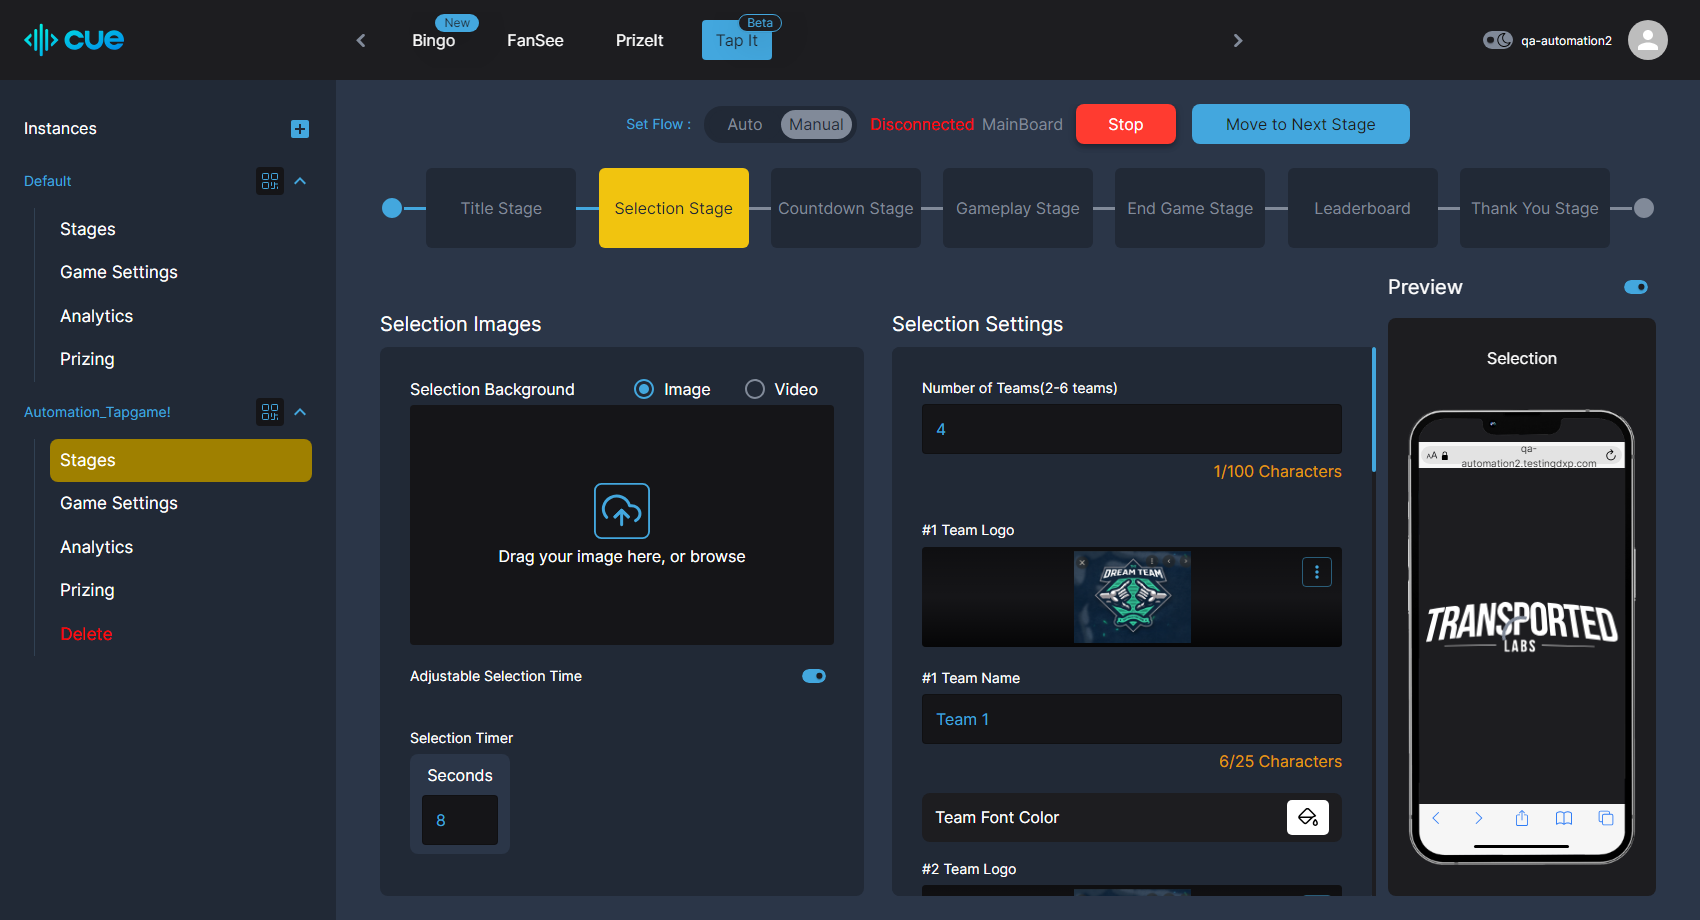 cue
Bingo
New
FanSee
PrizeIt
Tap It
Beta
qa-automation2
Instances
Default
Stages
Game Settings
Analytics
Prizing
Automation_Tapgame!
Stages
Game Settings
Analytics
Prizing
Delete
Set Flow :
Auto
Manual
Disconnected MainBoard
Stop
Move to Next Stage
Title Stage
Selection Stage
Countdown Stage
Gameplay Stage
End Game Stage
Leaderboard
Thank You Stage
Selection Images
Selection Background
Image
Video
Drag your image here, or browse
Adjustable Selection Time
Selection Timer
Seconds
8
Selection Settings
Number of Teams(2-6 teams)
4
1/100 Characters
#1 Team Logo
DREAM TEAM
#1 Team Name
Team 1
6/25 Characters
Team Font Color
#2 Team Logo
Preview
Selection
AA
qa-
automation2.testingdxp.com
TRANSPORTED
LABS